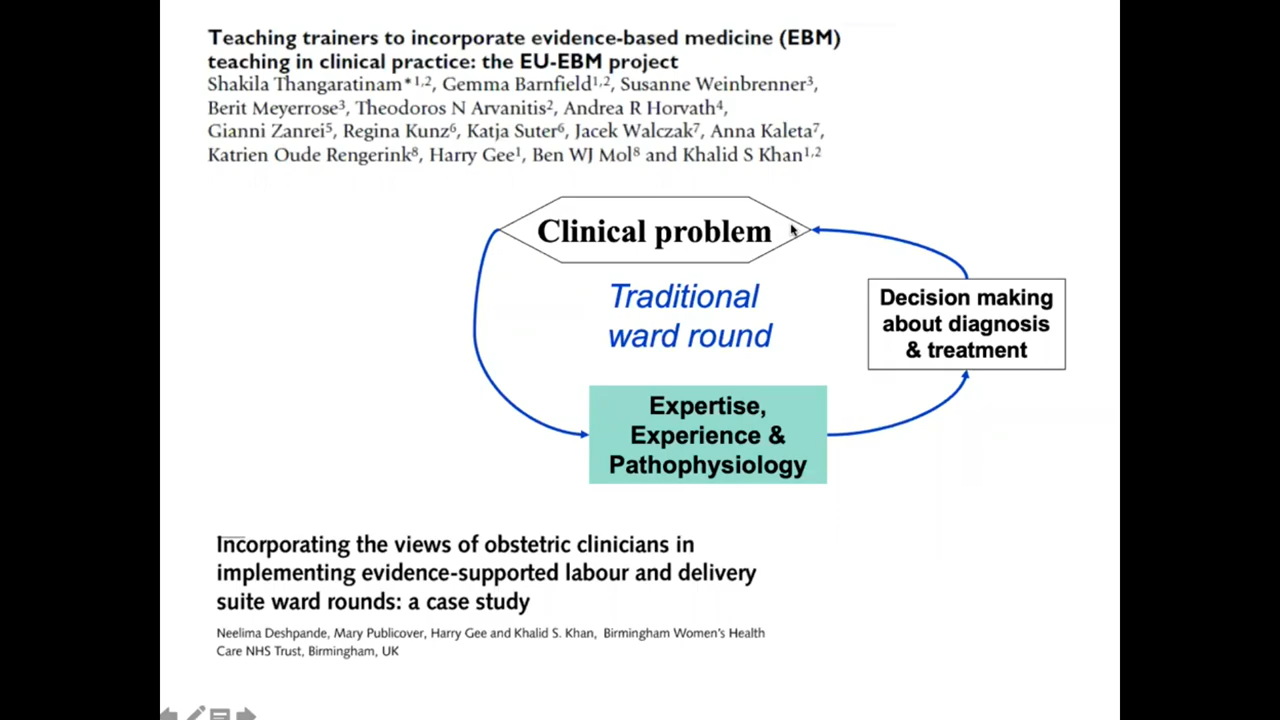 Teaching trainers to incorporate evidence-based medicine (EBM)
teaching in clinical practice: the EU-EBM project
Shakila Thangaratinam*1,2, Gemma Barnfield1,2, Susanne Weinbrenner3,
Berit Meyerrose3, Theodoros N Arvanitis2, Andrea R Horvath4,
Gianni Zanrei5, Regina Kunz6, Katja Suter6, Jacek Walczak7, Anna Kaleta7,
Katrien Oude Rengerink8, Harry Gee1, Ben WJ Mol8 and Khalid S Khan1,2
Clinical problem
Traditional
ward round
Decision making
about diagnosis
& treatment
Expertise,
Experience &
Pathophysiology
Incorporating the views of obstetric clinicians in
implementing evidence-supported labour and delivery
suite ward rounds: a case study
Neelima Deshpande, Mary Publicover, Harry Gee and Khalid S. Khan, Birmingham Women's Health
Care NHS Trust, Birmingham, UK